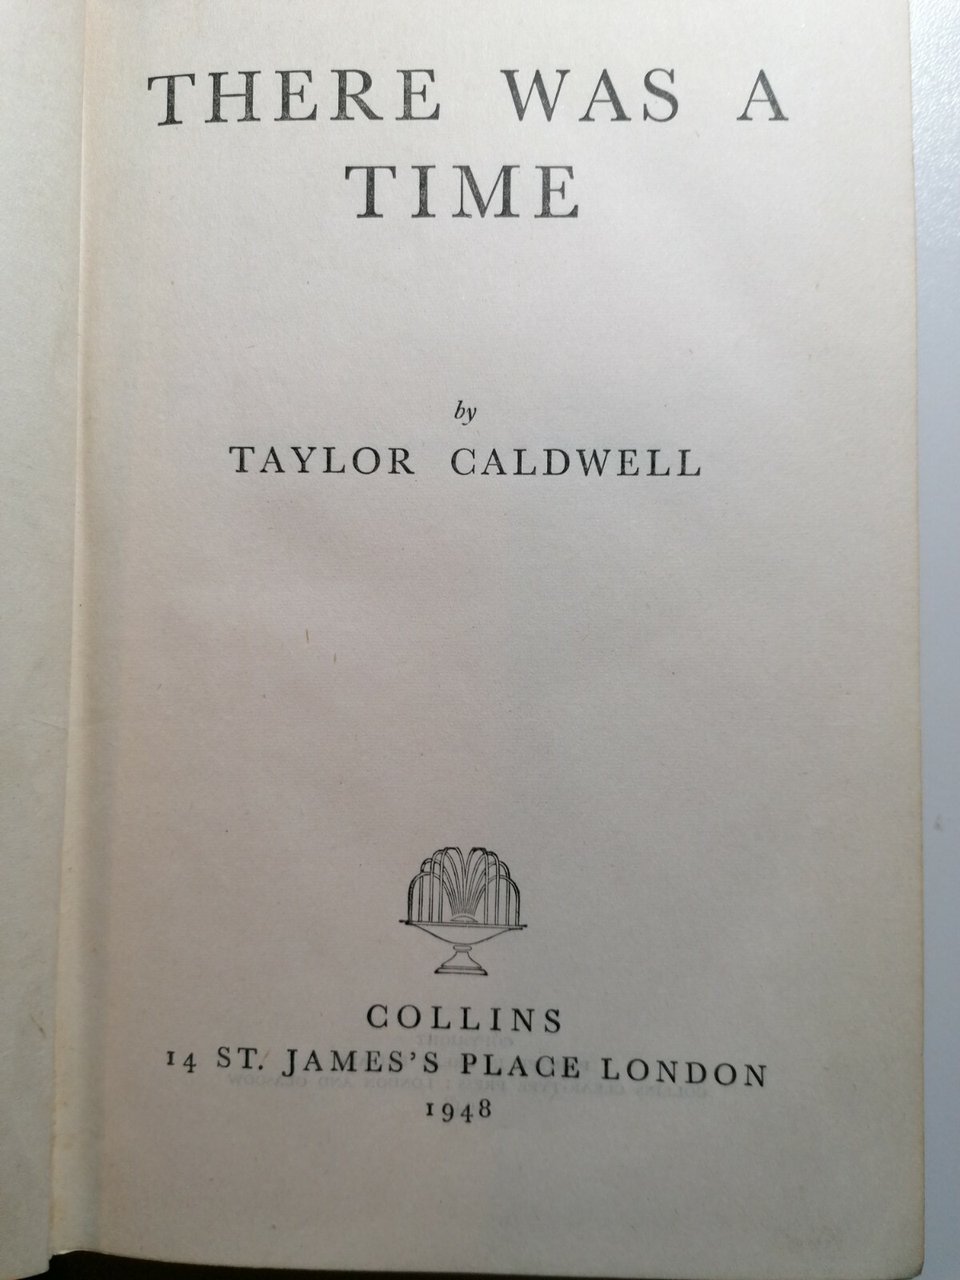 THERE WAS A
TIME
by
TAYLOR CALDWELL
COLLINS
14 ST. JAMES'S PLACE LONDON
1948